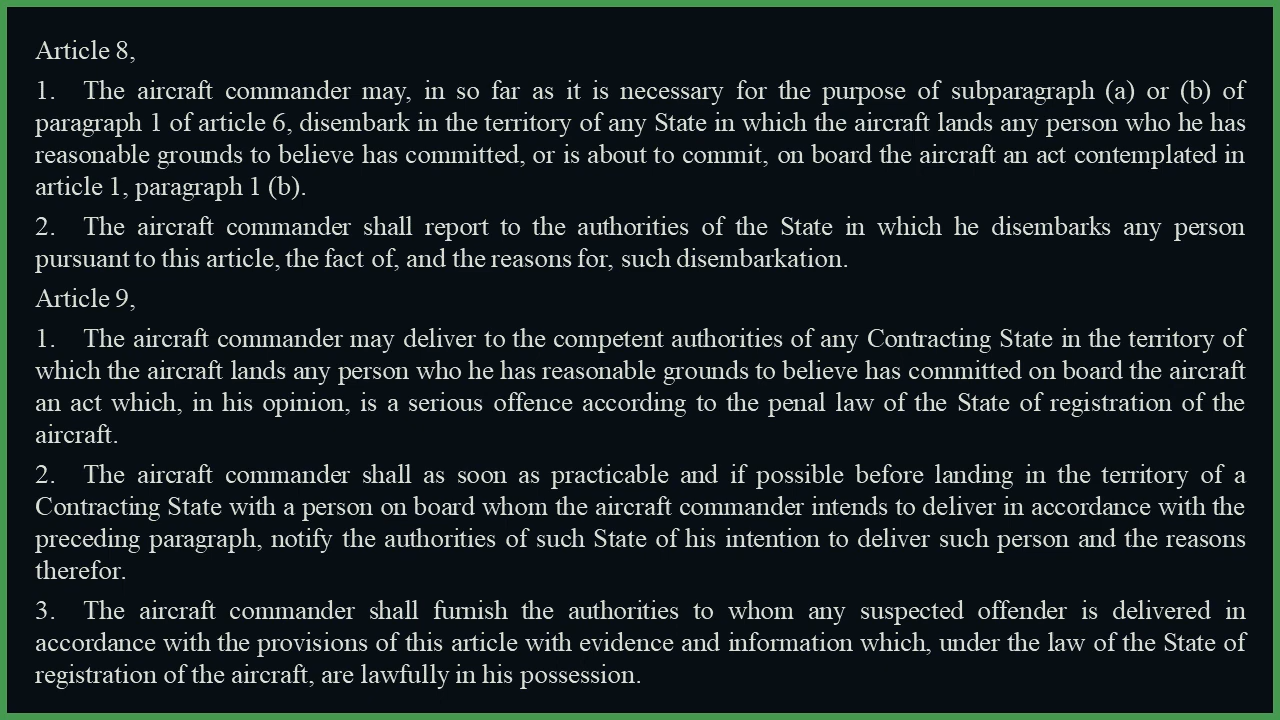 Article 8,
1. The aircraft commander may, in so far as it is necessary for the purpose of subparagraph (a) or (b) of
paragraph 1 of article 6, disembark in the territory of any State in which the aircraft lands any person who he has
reasonable grounds to believe has committed, or is about to commit, on board the aircraft an act contemplated in
article 1, paragraph 1 (b).
2. The aircraft commander shall report to the authorities of the State in which he disembarks any person
pursuant to this article, the fact of, and the reasons for, such disembarkation.
Article 9,
1. The aircraft commander may deliver to the competent authorities of any Contracting State in the territory of
which the aircraft lands any person who he has reasonable grounds to believe has committed on board the aircraft
an act which, in his opinion, is a serious offence according to the penal law of the State of registration of the
aircraft.
2. The aircraft commander shall as soon as practicable and if possible before landing in the territory of a
Contracting State with a person on board whom the aircraft commander intends to deliver in accordance with the
preceding paragraph, notify the authorities of such State of his intention to deliver such person and the reasons
therefor.
3. The aircraft commander shall furnish the authorities to whom any suspected offender is delivered in
accordance with the provisions of this article with evidence and information which, under the law of the State of
registration of the aircraft, are lawfully in his possession.